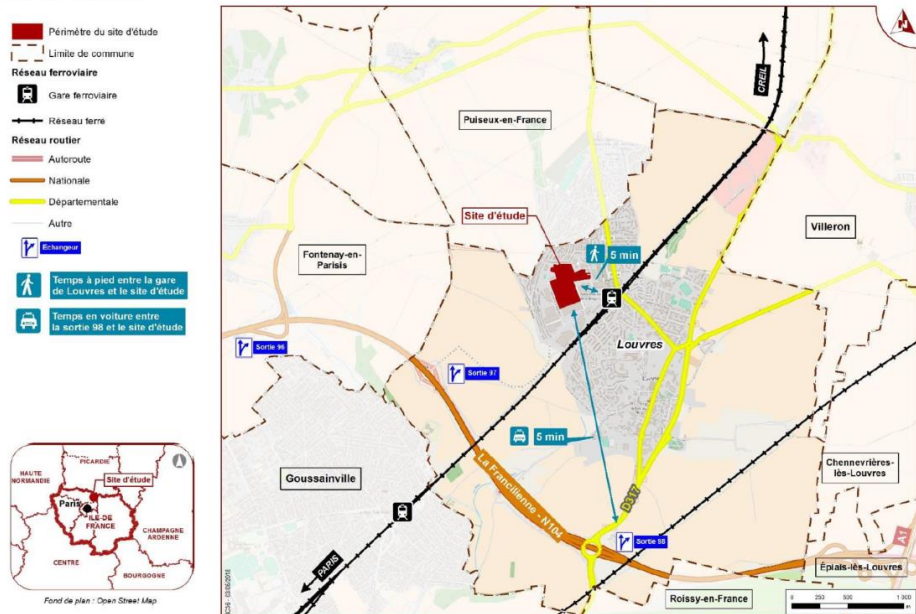 Périmètre du site d'étude
Limite de commune
Réseau ferroviaire
Gare ferroviaire
Réseau ferré
Réseau routier
Autoroute
Nationale
Départementale
Autre
Echangeur
Temps à pied entre la gare
de Louvres et le site d'étude
Temps en voiture entre
la sortie 98 et le site d'étude
PICARDIE
HAUTE
NORMANDIE
Site d'étude
Paris
ILE-DE-
FRANCE
CHAMPAGNE
ARDENNE
CENTRE
BOURGOGNE
Fond de plan : Open Street Map
CREIL
Puiseux-en-France
Site d'étude
5 min
Villeron
Fontenay-en-
Parisis
Louvres
Sortie 96
Sortie 97
5 min
Goussainville
La Francilienne - N104
D317
Chennevrières-
lès-Louvres
Sortie 98
A1
Épiais-lès-Louvres
PARIS
Roissy-en-France
0 250 500 1 000